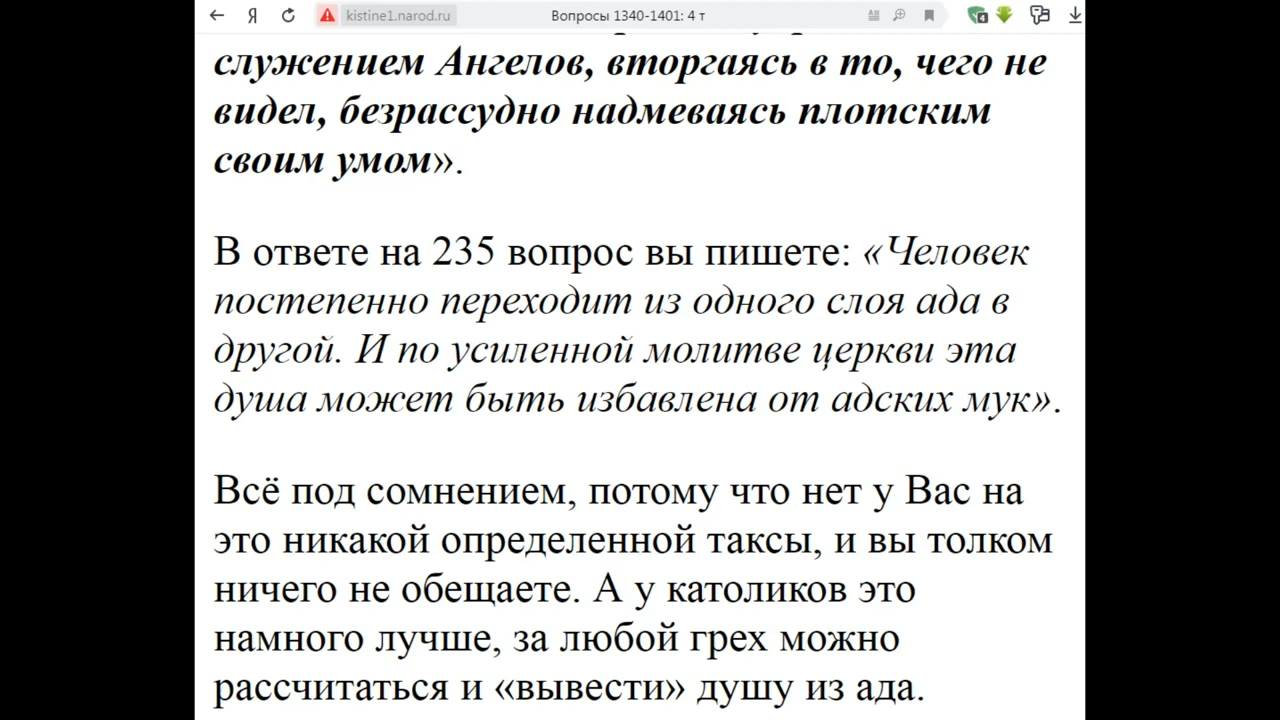 kistine1.narod.ru
Вопросы 1340-1401: 4 т
служением Ангелов, вторгаясь в то, чего не
видел, безрассудно надмеваясь плотским
своим умом».
В ответе на 235 вопрос вы пишете: «Человек
постепенно переходит из одного слоя ада в
другой. И по усиленной молитве церкви эта
душа может быть избавлена от адских мук».
Всё под сомнением, потому что нет у Вас на
это никакой определенной таксы, и вы толком
ничего не обещаете. А у католиков это
намного лучше, за любой грех можно
рассчитаться и «вывести» душу из ада.